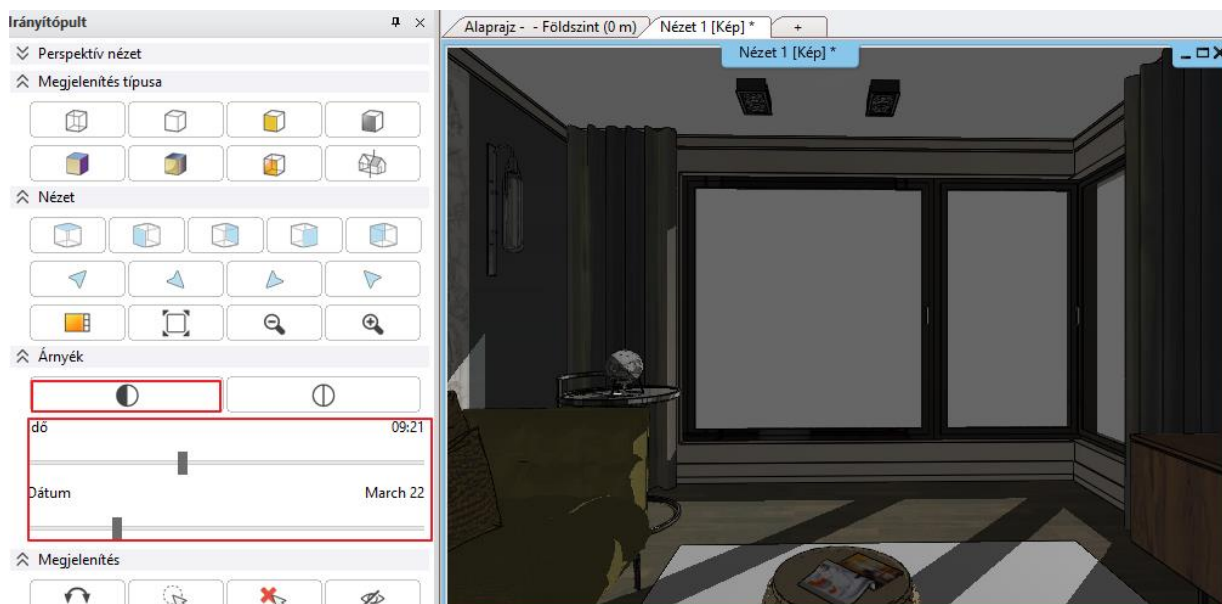 Irányítópult
Alaprajz - - Földszint (0 m)
Nézet 1 [Kép] *
+
Perspektív nézet
Nézet 1 [Kép] *
Megjelenítés típusa
Nézet
Árnyék
dő 09:21
Dátum March 22
Megjelenítés